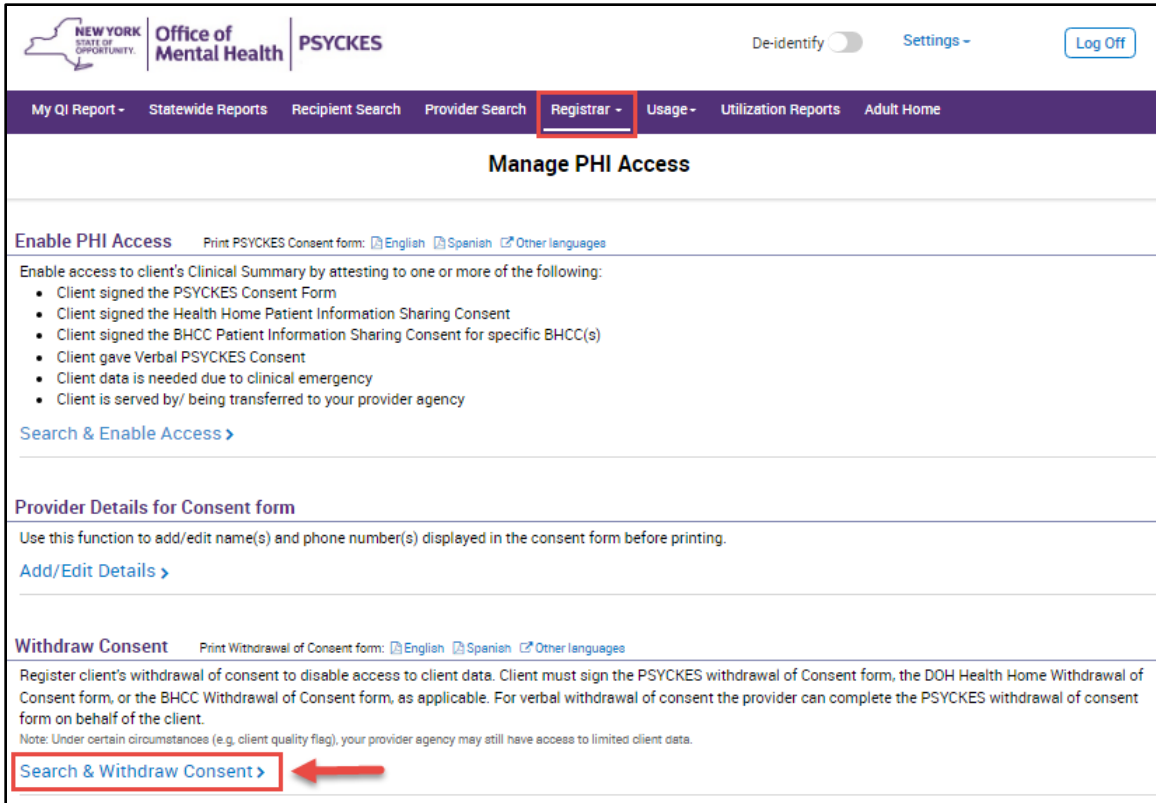 NEW YORK
STATE OF
OPPORTUNITY.
Office of
Mental Health
PSYCKES
De-identify
Settings
Log Off
My QI Report
Statewide Reports
Recipient Search
Provider Search
Registrar
Usage
Utilization Reports
Adult Home
Manage PHI Access
Enable PHI Access Print PSYCKES Consent form: English Spanish Other languages
Enable access to client's Clinical Summary by attesting to one or more of the following:
• Client signed the PSYCKES Consent Form
• Client signed the Health Home Patient Information Sharing Consent
• Client signed the BHCC Patient Information Sharing Consent for specific BHCC(s)
• Client gave Verbal PSYCKES Consent
• Client data is needed due to clinical emergency
• Client is served by/ being transferred to your provider agency
Search & Enable Access >
Provider Details for Consent form
Use this function to add/edit name(s) and phone number(s) displayed in the consent form before printing.
Add/Edit Details >
Withdraw Consent Print Withdrawal of Consent form: English Spanish Other languages
Register client's withdrawal of consent to disable access to client data. Client must sign the PSYCKES withdrawal of Consent form, the DOH Health Home Withdrawal of
Consent form, or the BHCC Withdrawal of Consent form, as applicable. For verbal withdrawal of consent the provider can complete the PSYCKES withdrawal of consent
form on behalf of the client.
Note: Under certain circumstances (e.g, client quality flag), your provider agency may still have access to limited client data.
Search & Withdraw Consent >